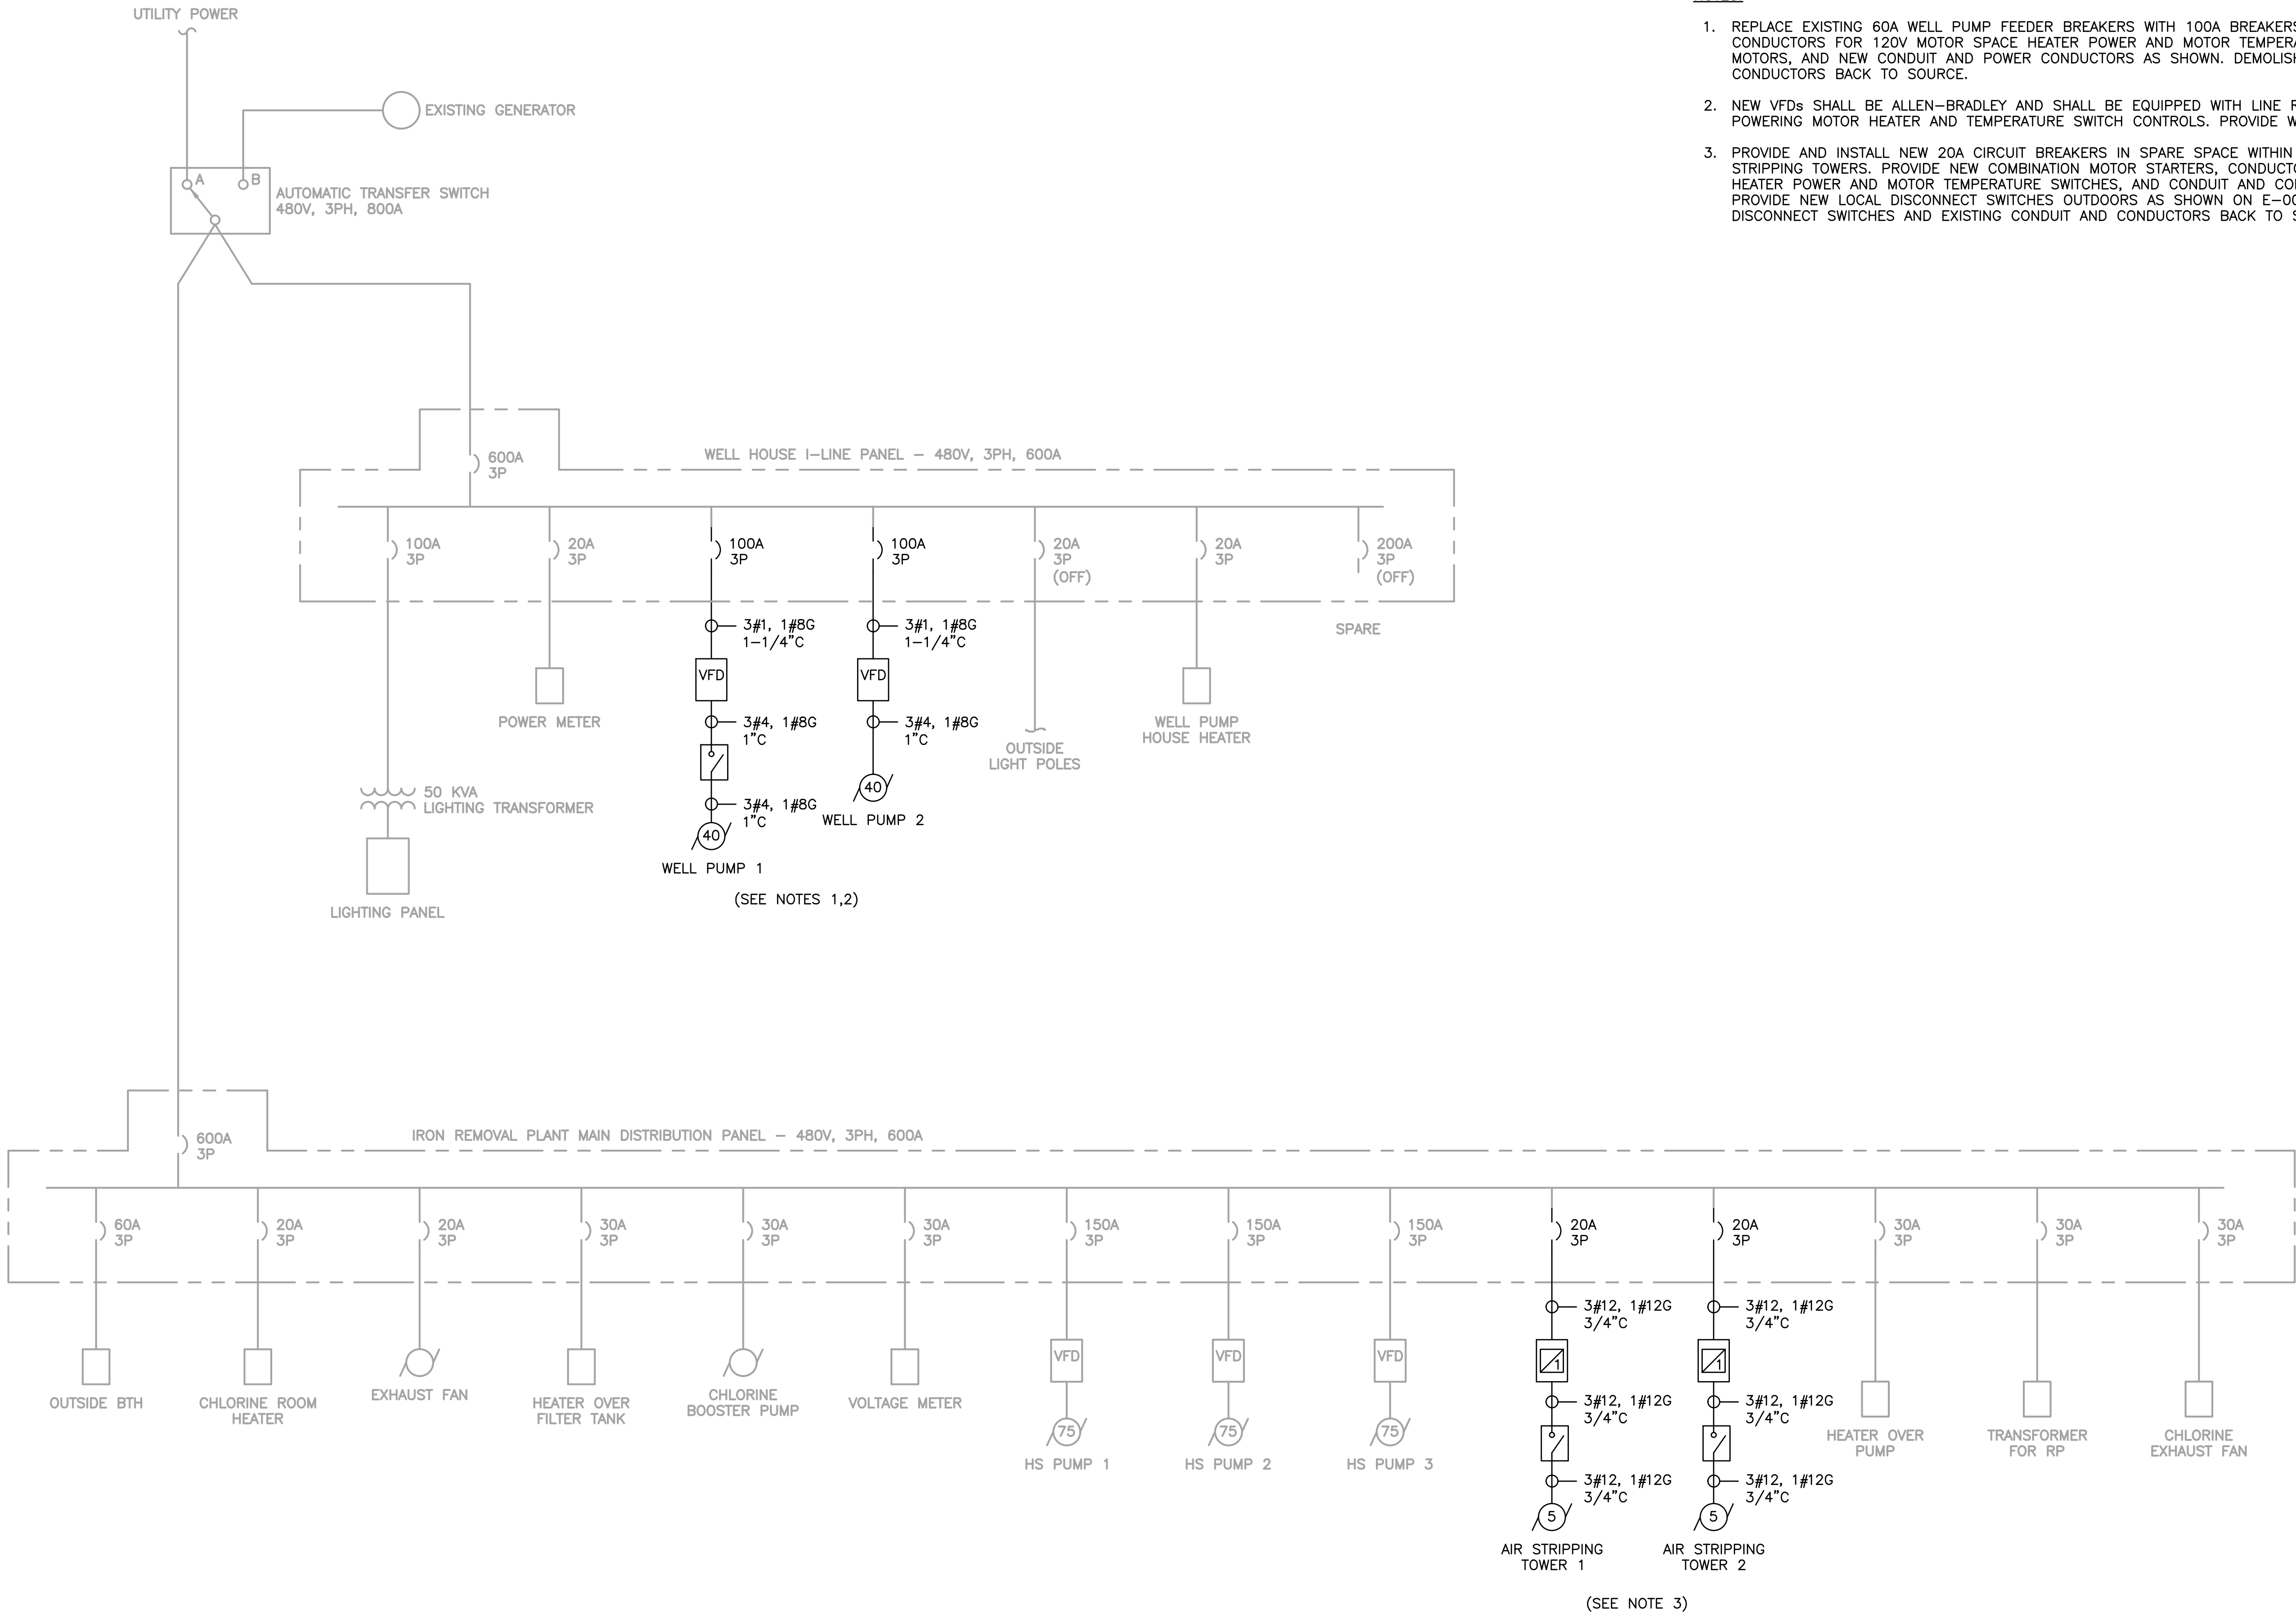 UTILITY POWER
EXISTING GENERATOR
A
B
AUTOMATIC TRANSFER SWITCH
480V, 3PH, 800A
1. REPLACE EXISTING 60A WELL PUMP FEEDER BREAKERS WITH 100A BREAKERS
CONDUCTORS FOR 120V MOTOR SPACE HEATER POWER AND MOTOR
MOTORS, AND NEW CONDUIT AND POWER CONDUCTORS AS SHOWN.
CONDUCTORS BACK TO SOURCE.
2. NEW VFDs SHALL BE ALLEN-BRADLEY AND SHALL BE EQUIPPED WITH LINE
POWERING MOTOR HEATER AND TEMPERATURE SWITCH CONTROLS. PROVIDE
3. PROVIDE AND INSTALL NEW 20A CIRCUIT BREAKERS IN SPARE SPACE WITHIN
STRIPPING TOWERS. PROVIDE NEW COMBINATION MOTOR STARTERS,
HEATER POWER AND MOTOR TEMPERATURE SWITCHES, AND CONDUIT AND
PROVIDE NEW LOCAL DISCONNECT SWITCHES OUTDOORS AS SHOWN ON
DISCONNECT SWITCHES AND EXISTING CONDUIT AND CONDUCTORS BACK TO
600A
3P
WELL HOUSE I-LINE PANEL - 480V, 3PH, 600A
100A
3P
20A
3P
100A
3P
100A
3P
20A
3P
(OFF)
20A
3P
200A
3P
(OFF)
SPARE
3#1, 1#8G
1-1/4"C
3#1, 1#8G
1-1/4"C
VFD
VFD
POWER METER
3#4, 1#8G
1"C
3#4, 1#8G
1"C
OUTSIDE
LIGHT POLES
WELL PUMP
HOUSE HEATER
50 KVA
LIGHTING TRANSFORMER
3#4, 1#8G
1"C
40
WELL PUMP 2
40
WELL PUMP 1
(SEE NOTES 1,2)
LIGHTING PANEL
600A
3P
IRON REMOVAL PLANT MAIN DISTRIBUTION PANEL - 480V, 3PH, 600A
60A
3P
20A
3P
20A
3P
30A
3P
30A
3P
30A
3P
150A
3P
150A
3P
150A
3P
20A
3P
20A
3P
30A
3P
30A
3P
30A
3P
3#12, 1#12G
3/4"C
3#12, 1#12G
3/4"C
VFD
VFD
VFD
1
1
OUTSIDE BTH
CHLORINE ROOM
HEATER
EXHAUST FAN
HEATER OVER
FILTER TANK
CHLORINE
BOOSTER PUMP
VOLTAGE METER
3#12, 1#12G
3/4"C
3#12, 1#12G
3/4"C
75
HS PUMP 1
75
HS PUMP 2
75
HS PUMP 3
HEATER OVER
PUMP
TRANSFORMER
FOR RP
CHLORINE
EXHAUST FAN
3#12, 1#12G
3/4"C
3#12, 1#12G
3/4"C
5
5
AIR STRIPPING
TOWER 1
AIR STRIPPING
TOWER 2
(SEE NOTE 3)